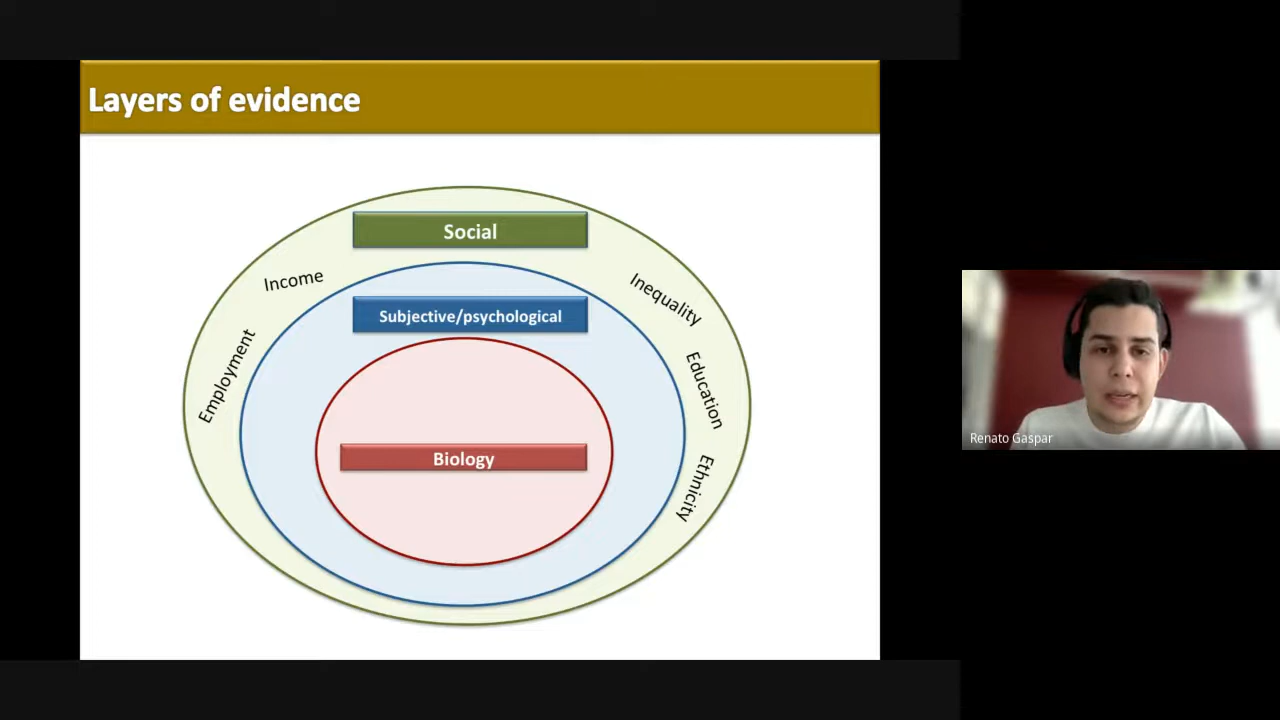 Layers of evidence
Social
Income
Inequality
Subjective/psychological
Employment
Education
Biology
Ethnicity
Renato Gaspar